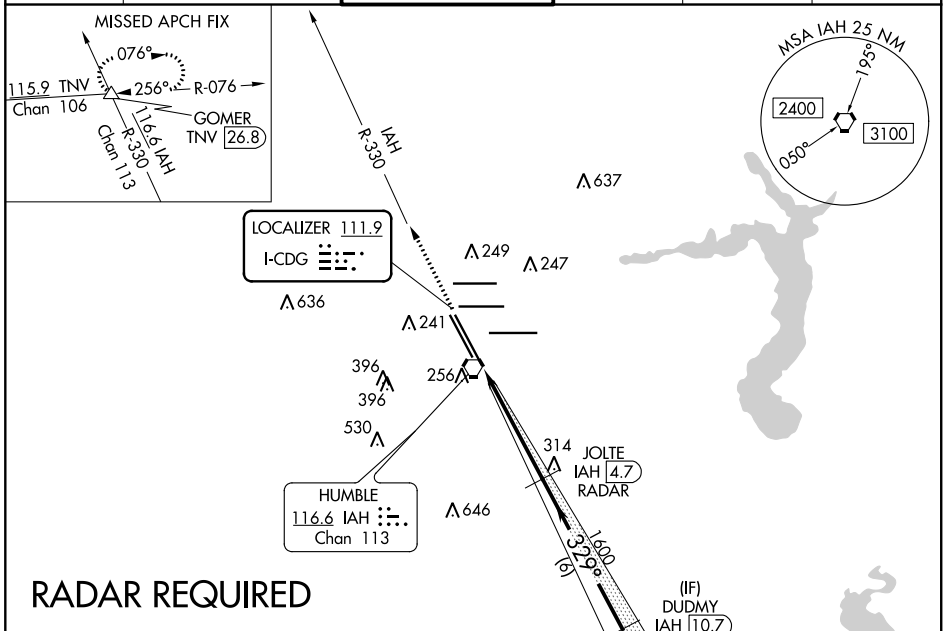 MISSED APCH FIX
076°
115.9 TNV
Chan 106
256°
R-076
GOMER
TNV 26.8
116.6 IAH
R-330
Chan 113
IAH
R-330
MSA IAH 25 NM
195°
2400
3100
050°
637
LOCALIZER 111.9
I-CDG
249
247
636
241
396
396
256
530
314
JOLTE
IAH 4.7
RADAR
HUMBLE
116.6 IAH
Chan 113
646
1600
329°
(6)
RADAR REQUIRED
(IF)
DUDMY
IAH 10.7